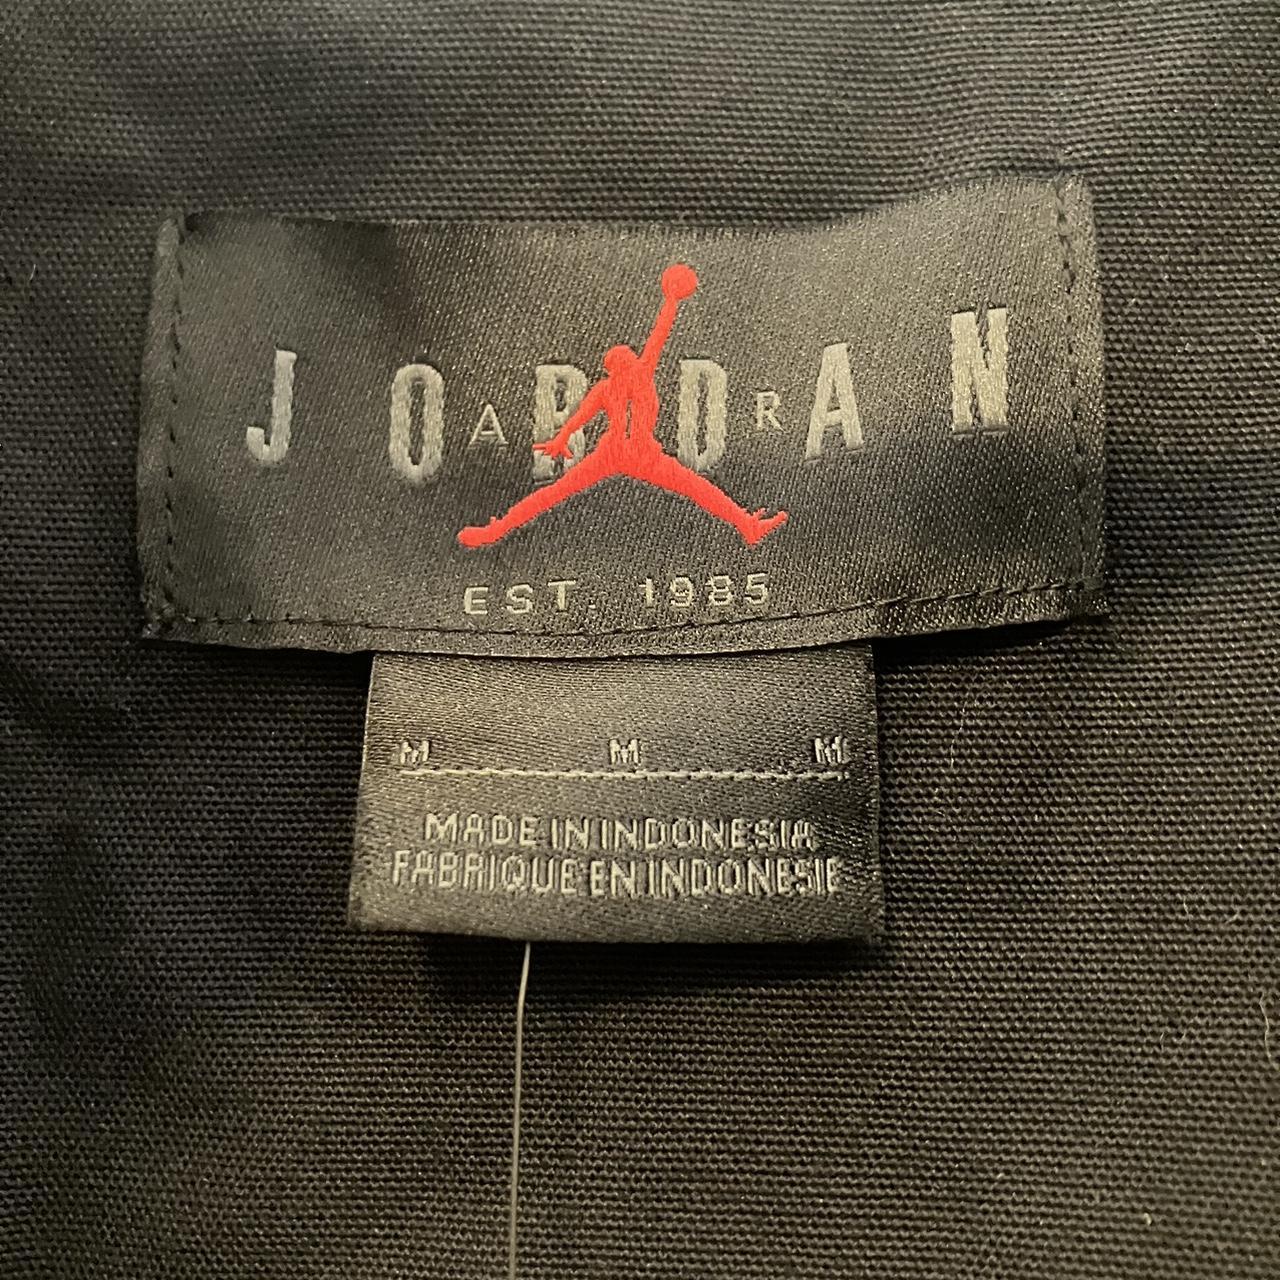 JORDAN
AIR
EST. 1985
M M M
MADE IN INDONESIA
FABRIQUE EN INDONESIE